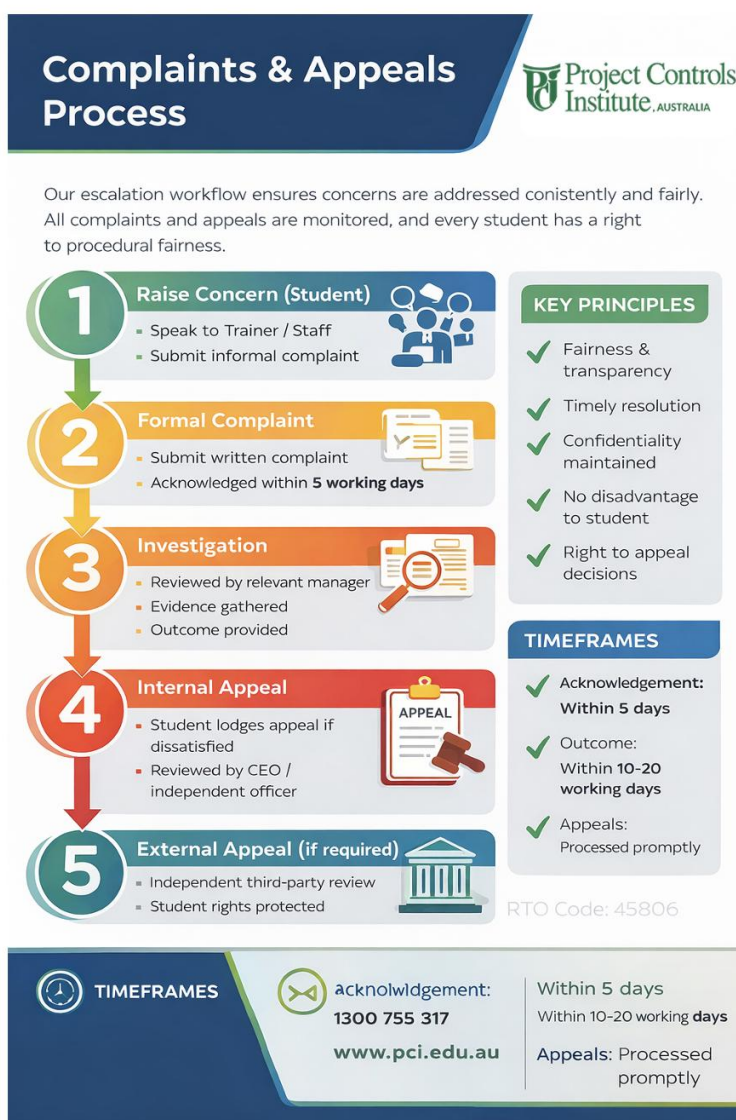 Complaints & Appeals
Process
Project Controls
Institute, AUSTRALIA
Our escalation workflow ensures concerns are addressed conistently and fairly.
All complaints and appeals are monitored, and every student has a right
to procedural fairness.
1
Raise Concern (Student)
Speak to Trainer / Staff
Submit informal complaint
2
Formal Complaint
Submit written complaint
Acknowledged within 5 working days
3
Investigation
Reviewed by relevant manager
Evidence gathered
Outcome provided
4
Internal Appeal
Student lodges appeal if
dissatisfied
Reviewed by CEO /
independent officer
APPEAL
5
External Appeal (if required)
Independent third-party review
Student rights protected
KEY PRINCIPLES
Fairness &
transparency
Timely resolution
Confidentiality
maintained
No disadvantage
to student
Right to appeal
decisions
TIMEFRAMES
Acknowledgement:
Within 5 days
Outcome:
Within 10-20
working days
Appeals:
Processed promptly
RTO Code: 45806
TIMEFRAMES
acknolwldgement:
1300 755 317
www.pci.edu.au
Within 5 days
Within 10-20 working days
Appeals: Processed
promptly